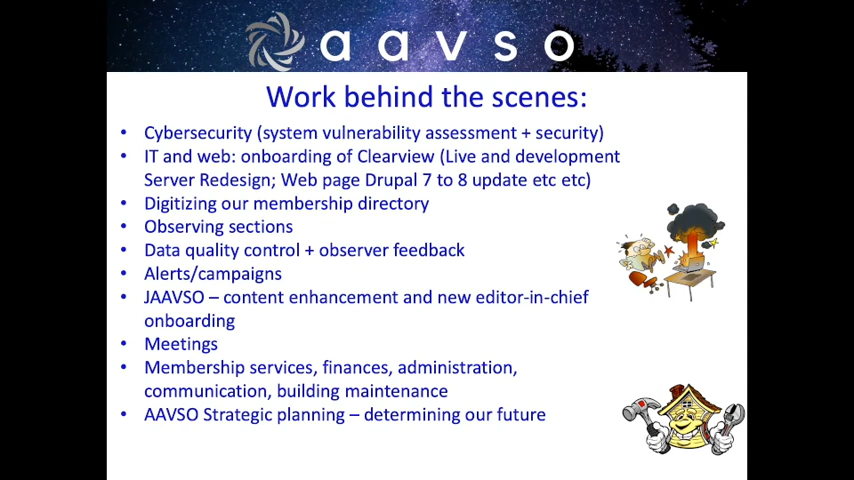 aavso
Work behind the scenes:
• Cybersecurity (system vulnerability assessment + security)
• IT and web: onboarding of Clearview (Live and development
Server Redesign; Web page Drupal 7 to 8 update etc etc)
• Digitizing our membership directory
• Observing sections
• Data quality control + observer feedback
• Alerts/campaigns
• JAAVSO – content enhancement and new editor-in-chief
onboarding
• Meetings
• Membership services, finances, administration,
communication, building maintenance
• AAVSO Strategic planning – determining our future